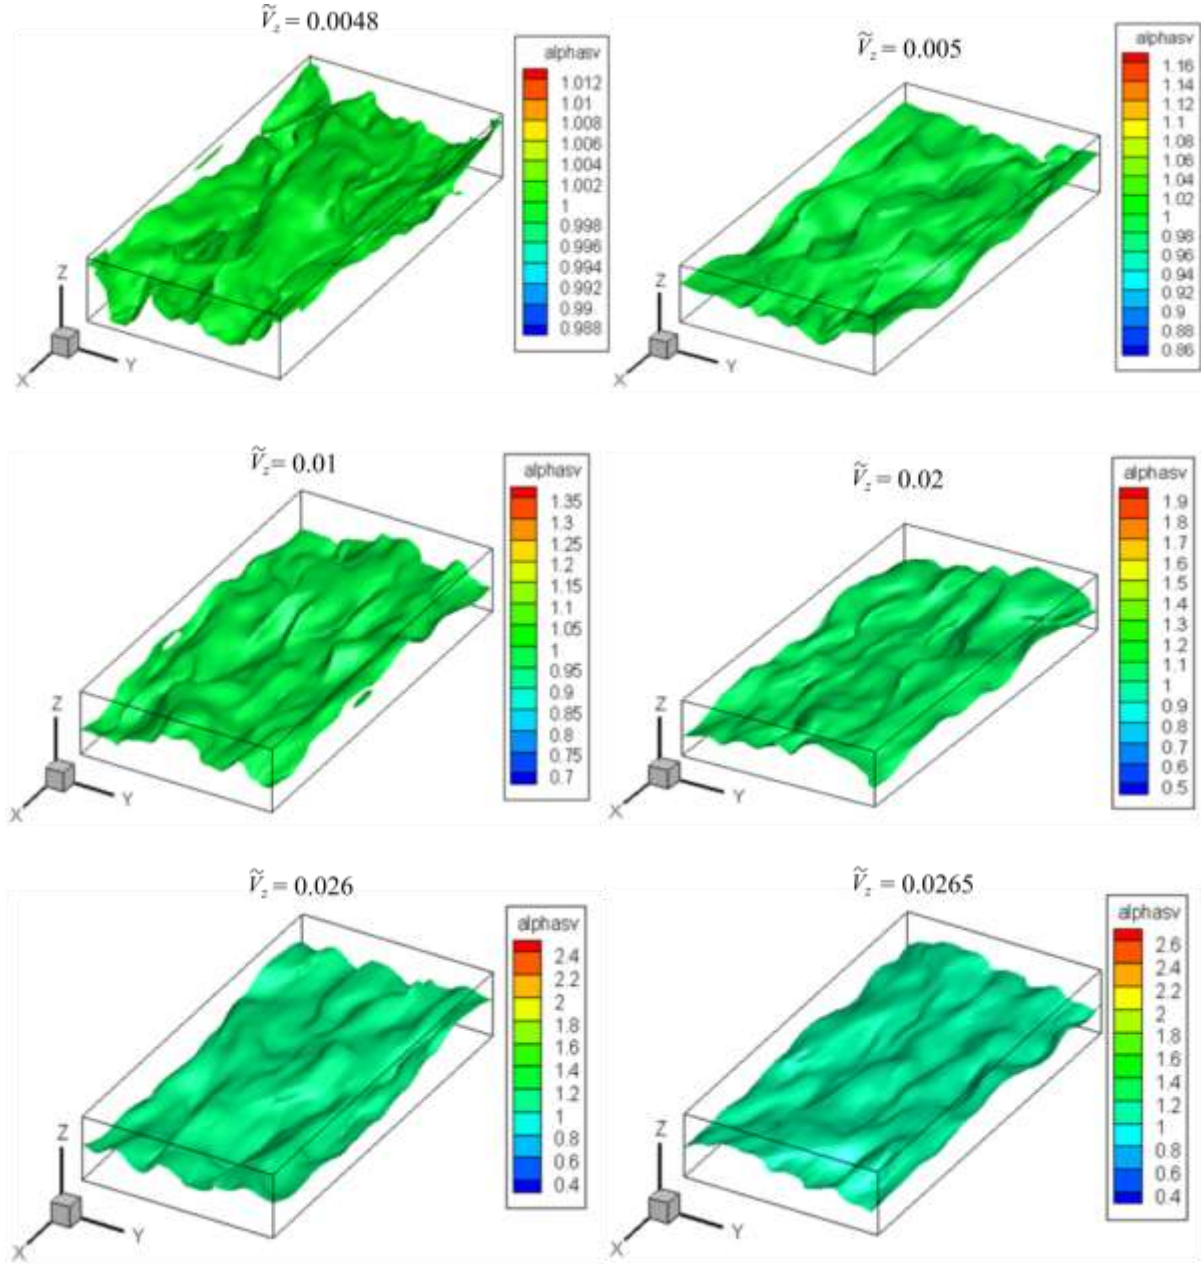 Ṽz = 0.0048
alphasv
1.012
1.01
1.008
1.006
1.004
1.002
1
0.998
0.996
0.994
0.992
0.99
0.988
Z
Y
X
Ṽz = 0.005
alphasv
1.16
1.14
1.12
1.1
1.08
1.06
1.04
1.02
1
0.98
0.96
0.94
0.92
0.9
0.88
0.86
Z
Y
X
Ṽz = 0.01
alphasv
1.35
1.3
1.25
1.2
1.15
1.1
1.05
1
0.95
0.9
0.85
0.8
0.75
0.7
Z
Y
X
Ṽz = 0.02
alphasv
1.9
1.8
1.7
1.6
1.5
1.4
1.3
1.2
1.1
1
0.9
0.8
0.7
0.6
0.5
Z
Y
X
Ṽz = 0.026
alphasv
2.4
2.2
2
1.8
1.6
1.4
1.2
1
0.8
0.6
0.4
Z
Y
X
Ṽz = 0.0265
alphasv
2.6
2.4
2.2
2
1.8
1.6
1.4
1.2
1
0.8
0.6
0.4
Z
Y
X